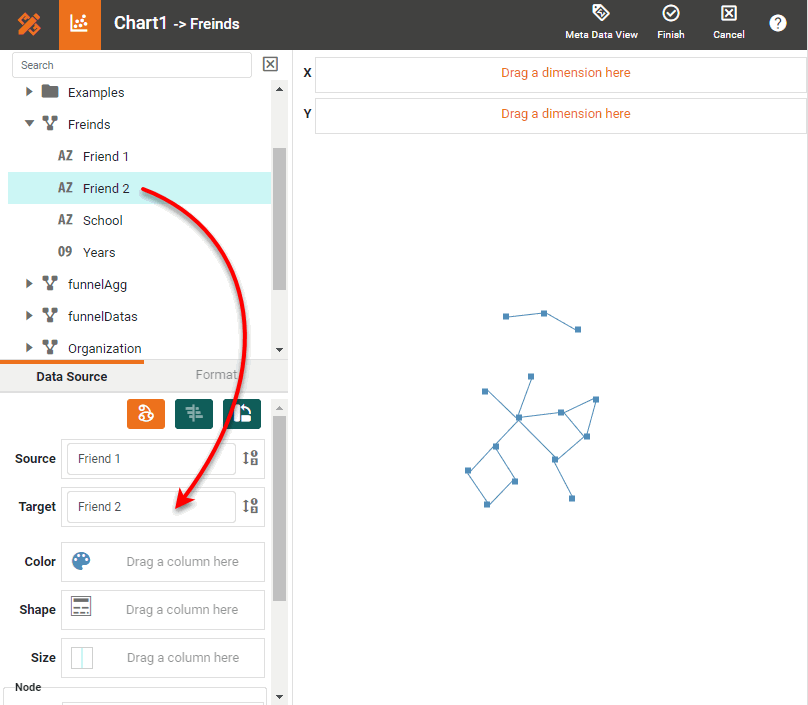 Chart1 -> Freinds
Meta Data View
Finish
Cancel
?
Search
X
Drag a dimension here
Y
Drag a dimension here
Examples
Freinds
AZ Friend 1
AZ Friend 2
AZ School
09 Years
funnelAgg
funnelDatas
Organization
Data Source
Format
Source
Friend 1
Target
Friend 2
Color
Drag a column here
Shape
Drag a column here
Size
Drag a column here
Node